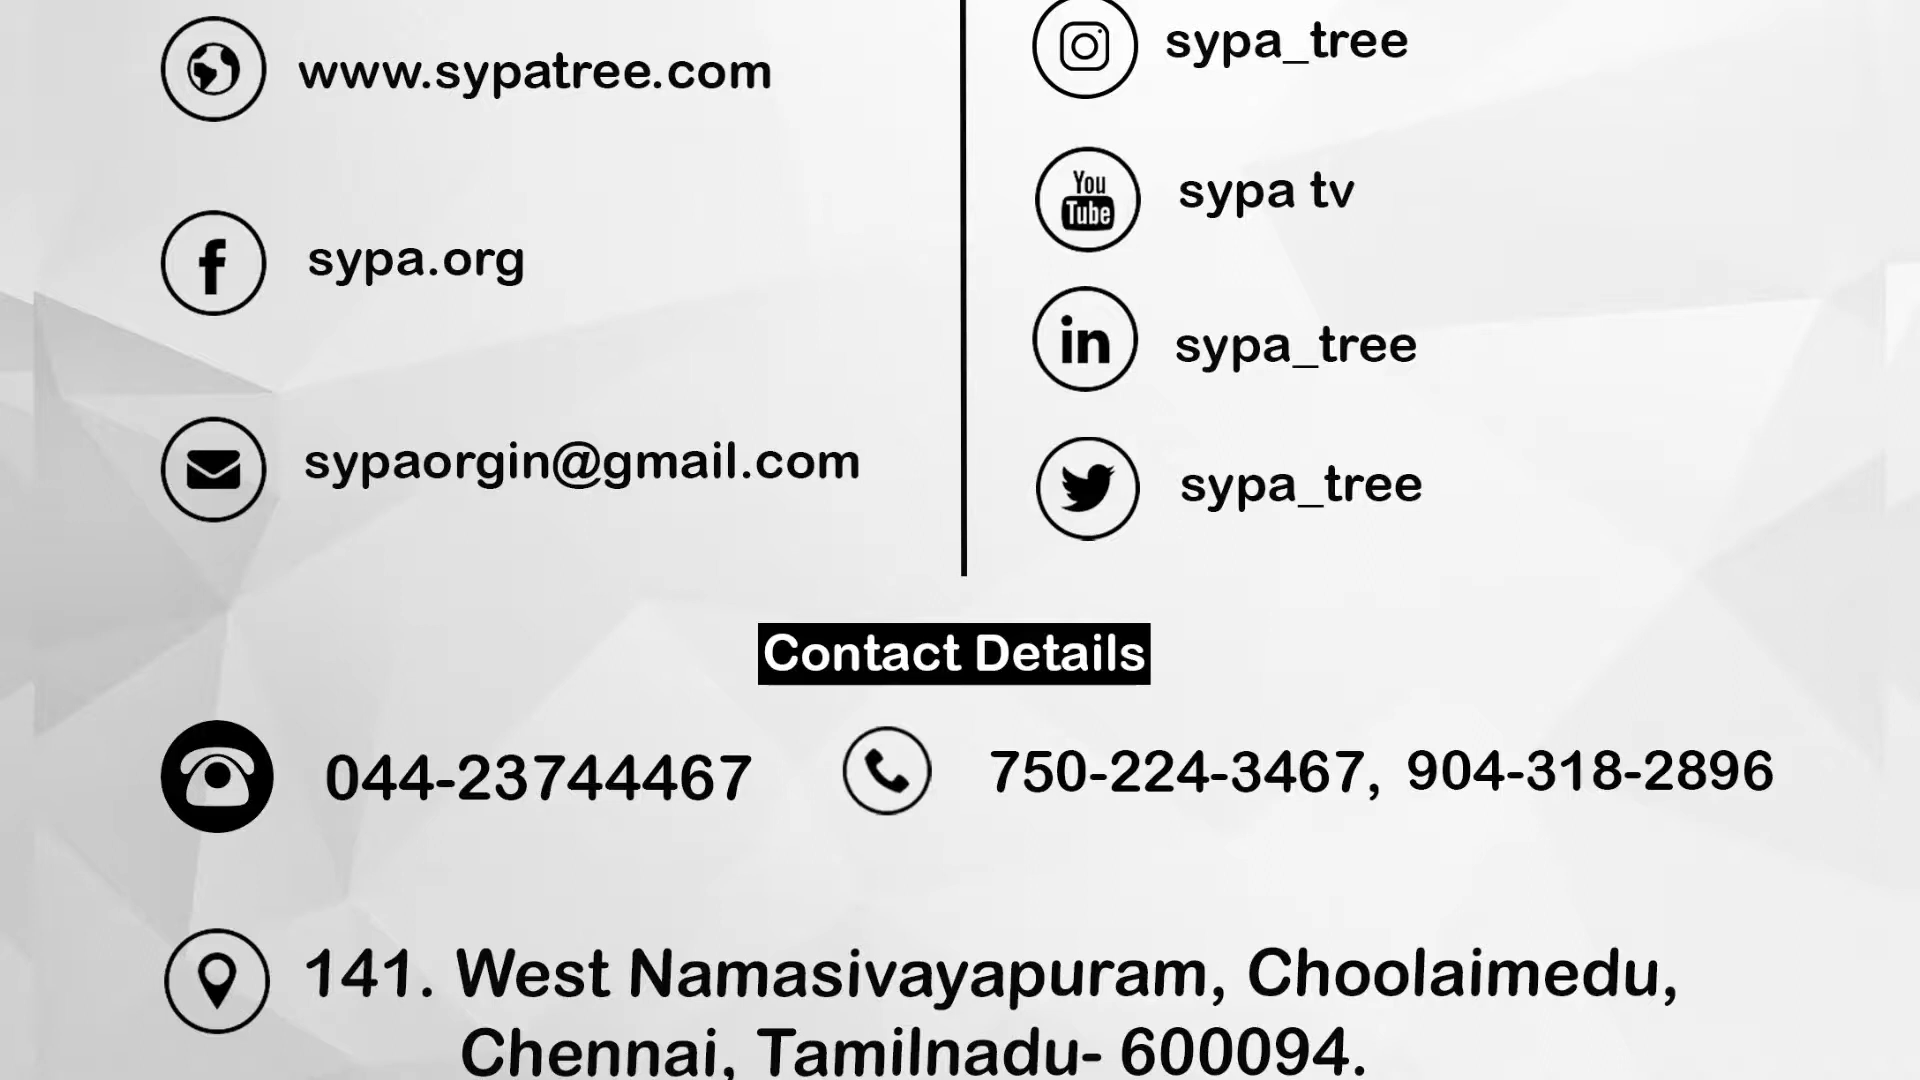 www.sypatree.com
sypa.org
sypaorgin@gmail.com
sypa_tree
You
Tube
sypa tv
in
sypa_tree
sypa_tree
Contact Details
044-23744467
750-224-3467, 904-318-2896
141. West Namasivayapuram, Choolaimedu,
Chennai, Tamilnadu- 600094.